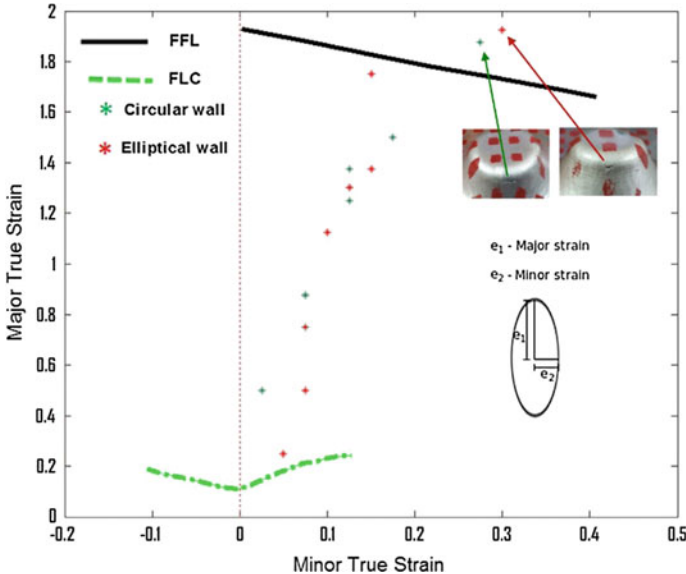 2
1.8
1.6
1.4
1.2
1
0.8
0.6
0.4
0.2
0
Major True Strain
FFL
FLC
Circular wall
Elliptical wall
e1 - Major strain
e2 - Minor strain
e1
e2
-0.2 -0.1 0 0.1 0.2 0.3 0.4 0.5
Minor True Strain